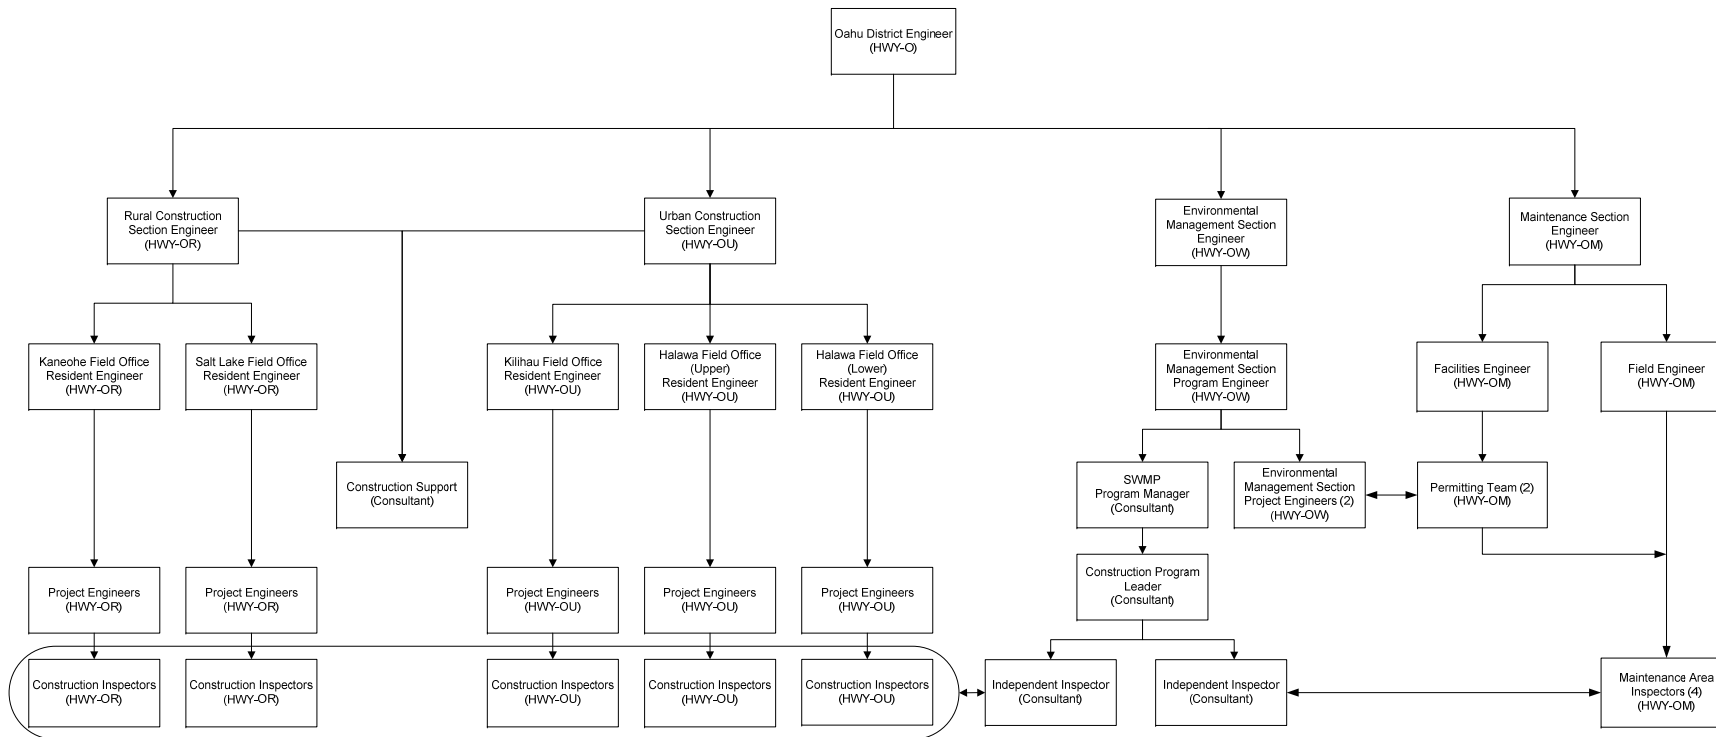 Oahu District Engineer
(HWY-O)
Rural Construction
Section Engineer
(HWY-OR)
Urban Construction
Section Engineer
(HWY-OU)
Environmental
Management Section
Engineer
(HWY-OW)
Maintenance Section
Engineer
(HWY-OM)
Kaneohe Field Office
Resident Engineer
(HWY-OR)
Salt Lake Field Office
Resident Engineer
(HWY-OR)
Kilihau Field Office
Resident Engineer
(HWY-OU)
Halawa Field Office
(Upper)
Resident Engineer
(HWY-OU)
Halawa Field Office
(Lower)
Resident Engineer
(HWY-OU)
Environmental
Management Section
Program Engineer
(HWY-OW)
Facilities Engineer
(HWY-OM)
Field Engineer
(HWY-OM)
Construction Support
(Consultant)
SWMP
Program Manager
(Consultant)
Environmental
Management Section
Project Engineers (2)
(HWY-OW)
Permitting Team (2)
(HWY-OM)
Construction Program
Leader
(Consultant)
Project Engineers
(HWY-OR)
Project Engineers
(HWY-OR)
Project Engineers
(HWY-OU)
Project Engineers
(HWY-OU)
Project Engineers
(HWY-OU)
Construction Inspectors
(HWY-OR)
Construction Inspectors
(HWY-OR)
Construction Inspectors
(HWY-OU)
Construction Inspectors
(HWY-OU)
Construction Inspectors
(HWY-OU)
Independent Inspector
(Consultant)
Independent Inspector
(Consultant)
Maintenance Area
Inspectors (4)
(HWY-OM)